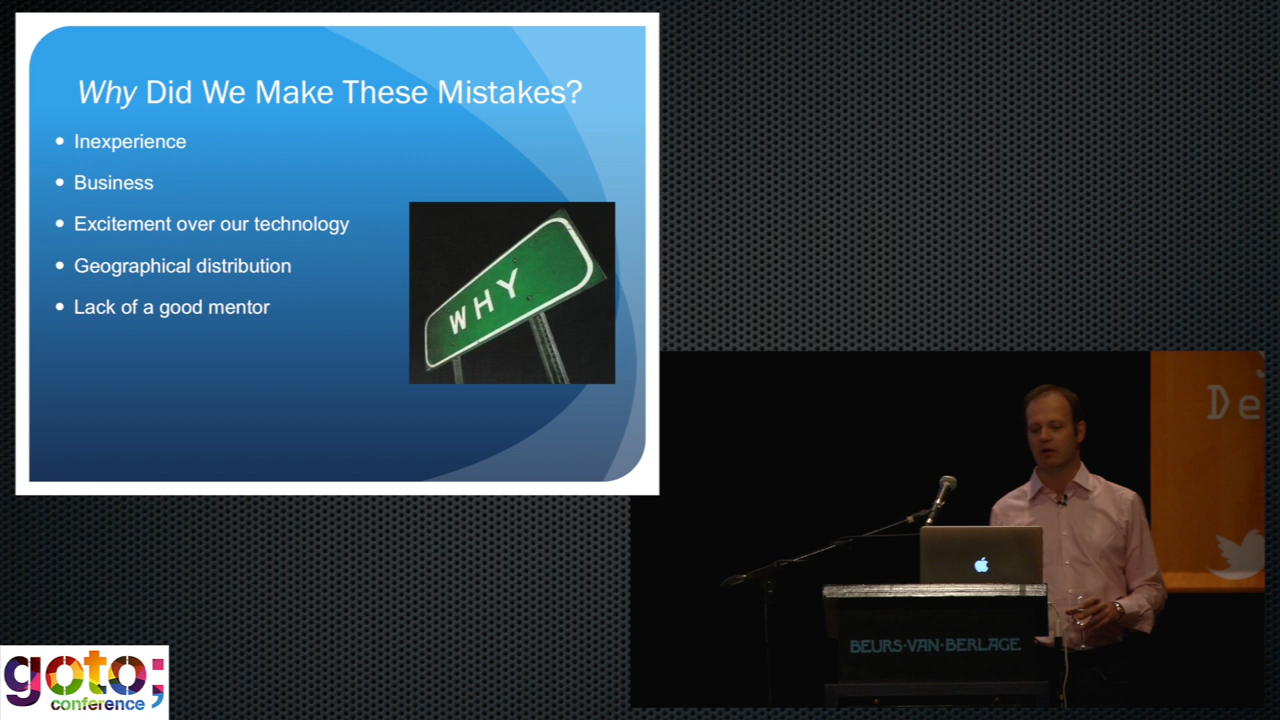 Why Did We Make These Mistakes?
Inexperience
Business
Excitement over our technology
Geographical distribution
Lack of a good mentor
WHY
De
BEURS·VAN·BERLAGE
goto;
conference